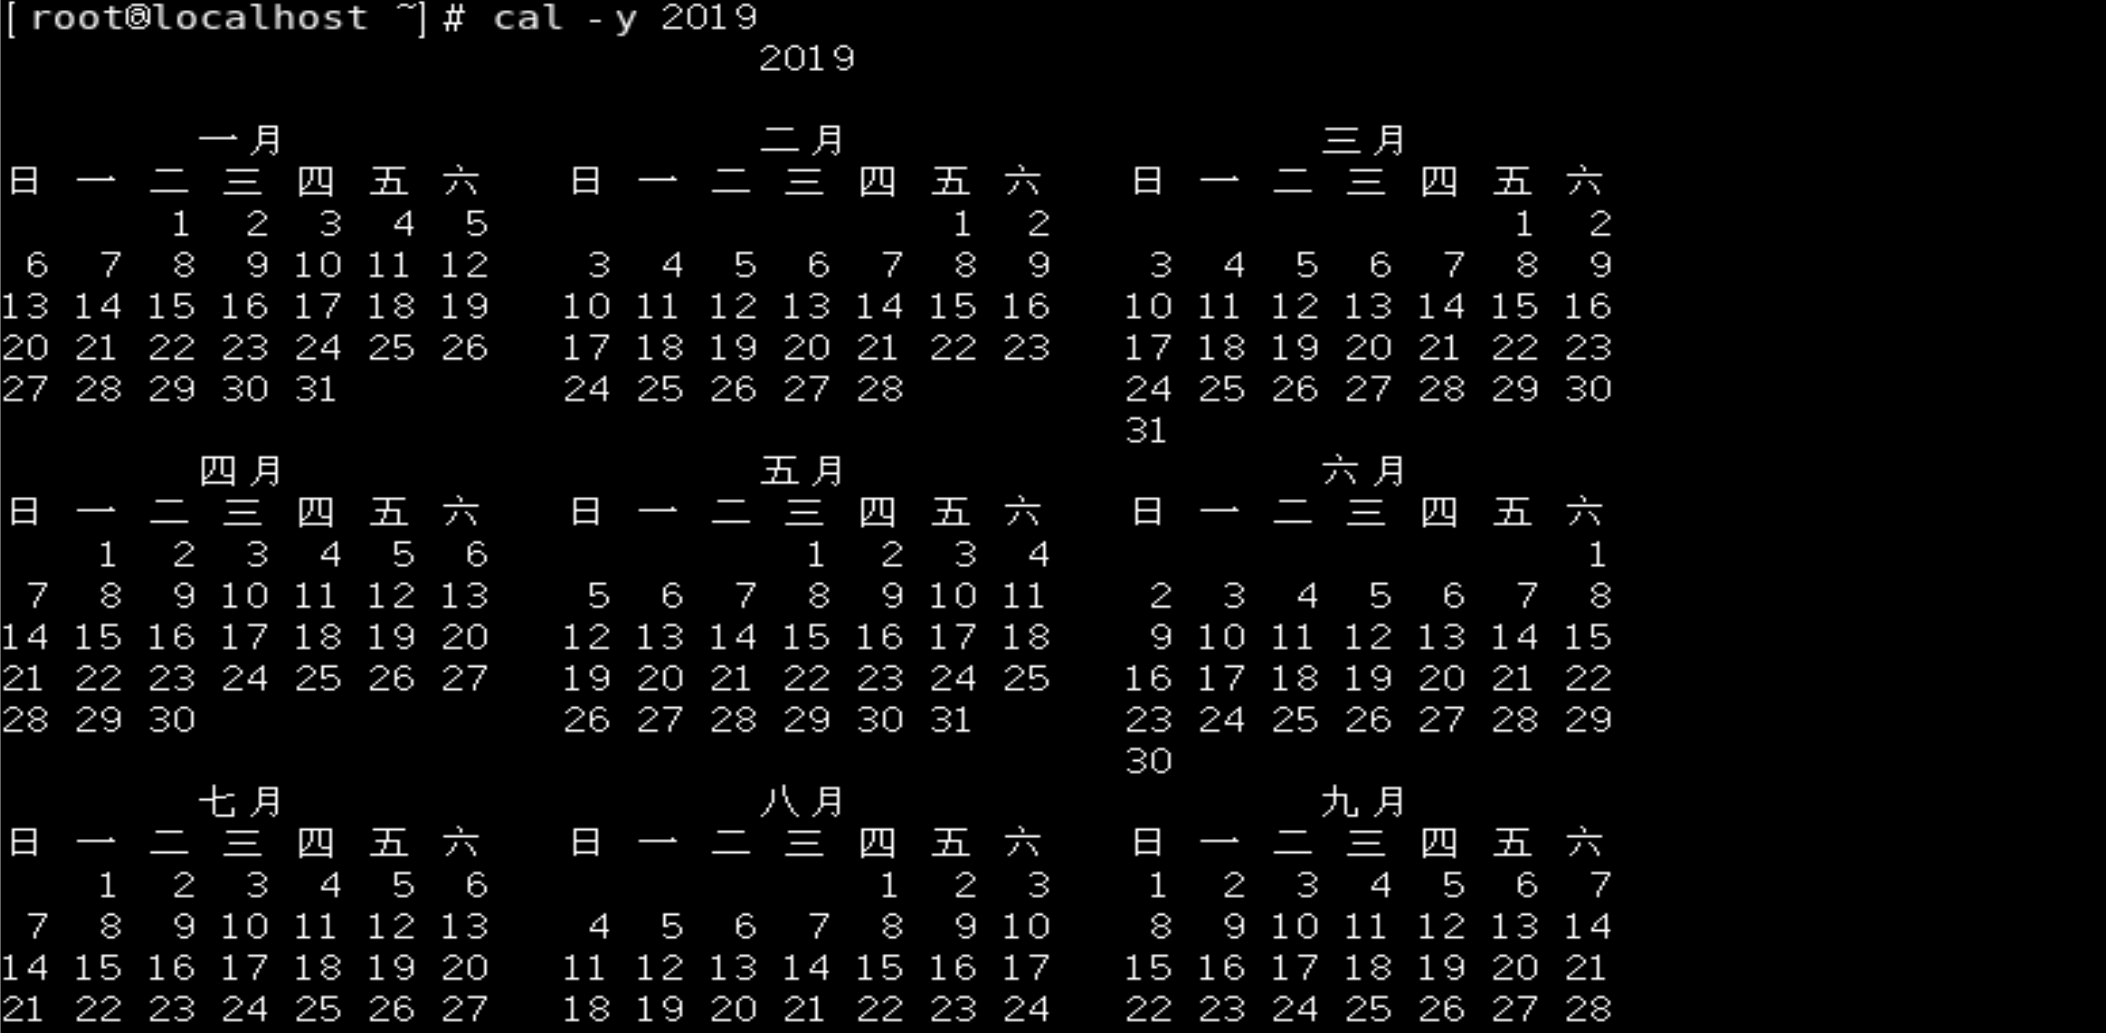 [root@localhost ~]# cal -y 2019
2019
一月 二月 三月
日 一 二 三 四 五 六 日 一 二 三 四 五 六 日 一 二 三 四 五 六
1 2 3 4 5 1 2 1 2
6 7 8 9 10 11 12 3 4 5 6 7 8 9 3 4 5 6 7 8 9
13 14 15 16 17 18 19 10 11 12 13 14 15 16 10 11 12 13 14 15 16
20 21 22 23 24 25 26 17 18 19 20 21 22 23 17 18 19 20 21 22 23
27 28 29 30 31 24 25 26 27 28 24 25 26 27 28 29 30
31
四月 五月 六月
日 一 二 三 四 五 六 日 一 二 三 四 五 六 日 一 二 三 四 五 六
1 2 3 4 5 6 1 2 3 4 1
7 8 9 10 11 12 13 5 6 7 8 9 10 11 2 3 4 5 6 7 8
14 15 16 17 18 19 20 12 13 14 15 16 17 18 9 10 11 12 13 14 15
21 22 23 24 25 26 27 19 20 21 22 23 24 25 16 17 18 19 20 21 22
28 29 30 26 27 28 29 30 31 23 24 25 26 27 28 29
30
七月 八月 九月
日 一 二 三 四 五 六 日 一 二 三 四 五 六 日 一 二 三 四 五 六
1 2 3 4 5 6 1 2 3 1 2 3 4 5 6 7
7 8 9 10 11 12 13 4 5 6 7 8 9 10 8 9 10 11 12 13 14
14 15 16 17 18 19 20 11 12 13 14 15 16 17 15 16 17 18 19 20 21
21 22 23 24 25 26 27 18 19 20 21 22 23 24 22 23 24 25 26 27 28